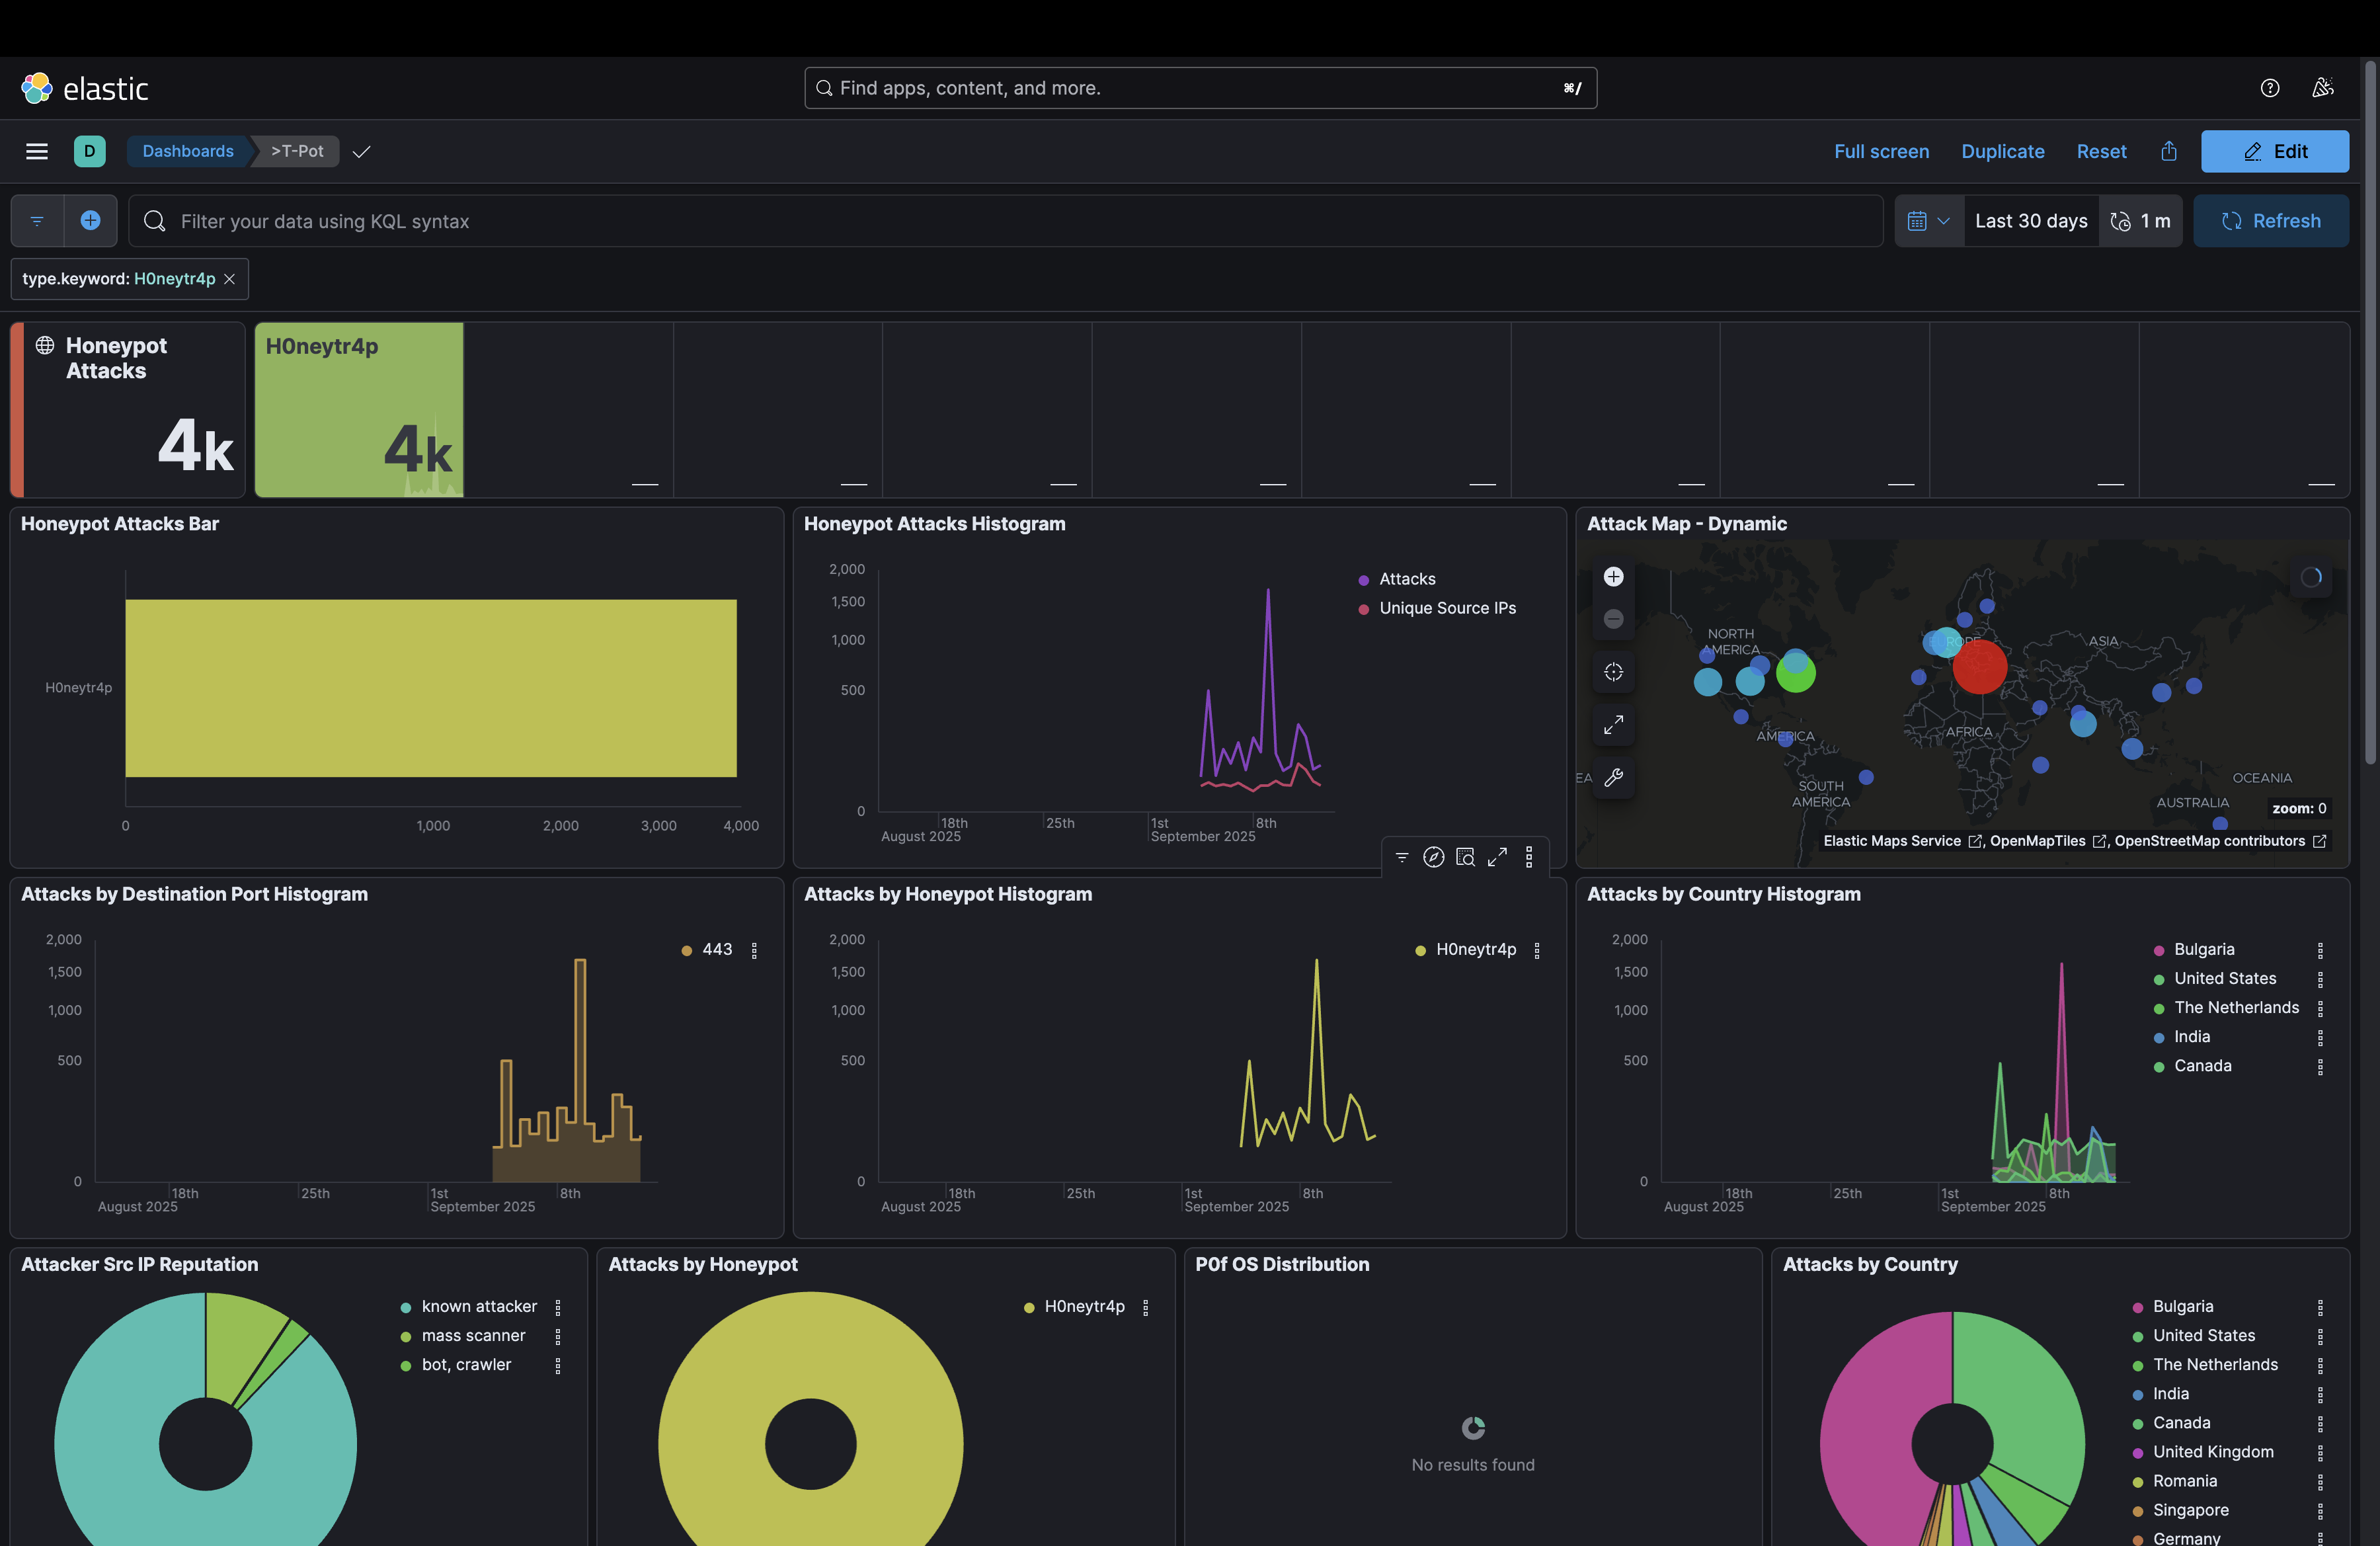 elastic
Find apps, content, and more.
⌘/
D
Dashboards
>T-Pot
Full screen
Duplicate
Reset
Edit
Filter your data using KQL syntax
Last 30 days
1 m
Refresh
type.keyword: H0neytr4p
Honeypot
Attacks
4k
H0neytr4p
4k
Honeypot Attacks Bar
H0neytr4p
0
1,000
2,000
3,000
4,000
Honeypot Attacks Histogram
2,000
1,500
1,000
500
0
18th
25th
1st
8th
August 2025
September 2025
Attacks
Unique Source IPs
Attack Map - Dynamic
NORTH
AMERICA
ASIA
AMERICA
AFRICA
SOUTH
AMERICA
OCEANIA
AUSTRALIA
zoom: 0
Elastic Maps Service , OpenMapTiles , OpenStreetMap contributors
Attacks by Destination Port Histogram
2,000
1,500
1,000
500
0
18th
25th
1st
8th
August 2025
September 2025
443
Attacks by Honeypot Histogram
2,000
1,500
1,000
500
0
18th
25th
1st
8th
August 2025
September 2025
H0neytr4p
Attacks by Country Histogram
2,000
1,500
1,000
500
0
18th
25th
1st
8th
August 2025
September 2025
Bulgaria
United States
The Netherlands
India
Canada
Attacker Src IP Reputation
known attacker
mass scanner
bot, crawler
Attacks by Honeypot
H0neytr4p
P0f OS Distribution
No results found
Attacks by Country
Bulgaria
United States
The Netherlands
India
Canada
United Kingdom
Romania
Singapore
Germany